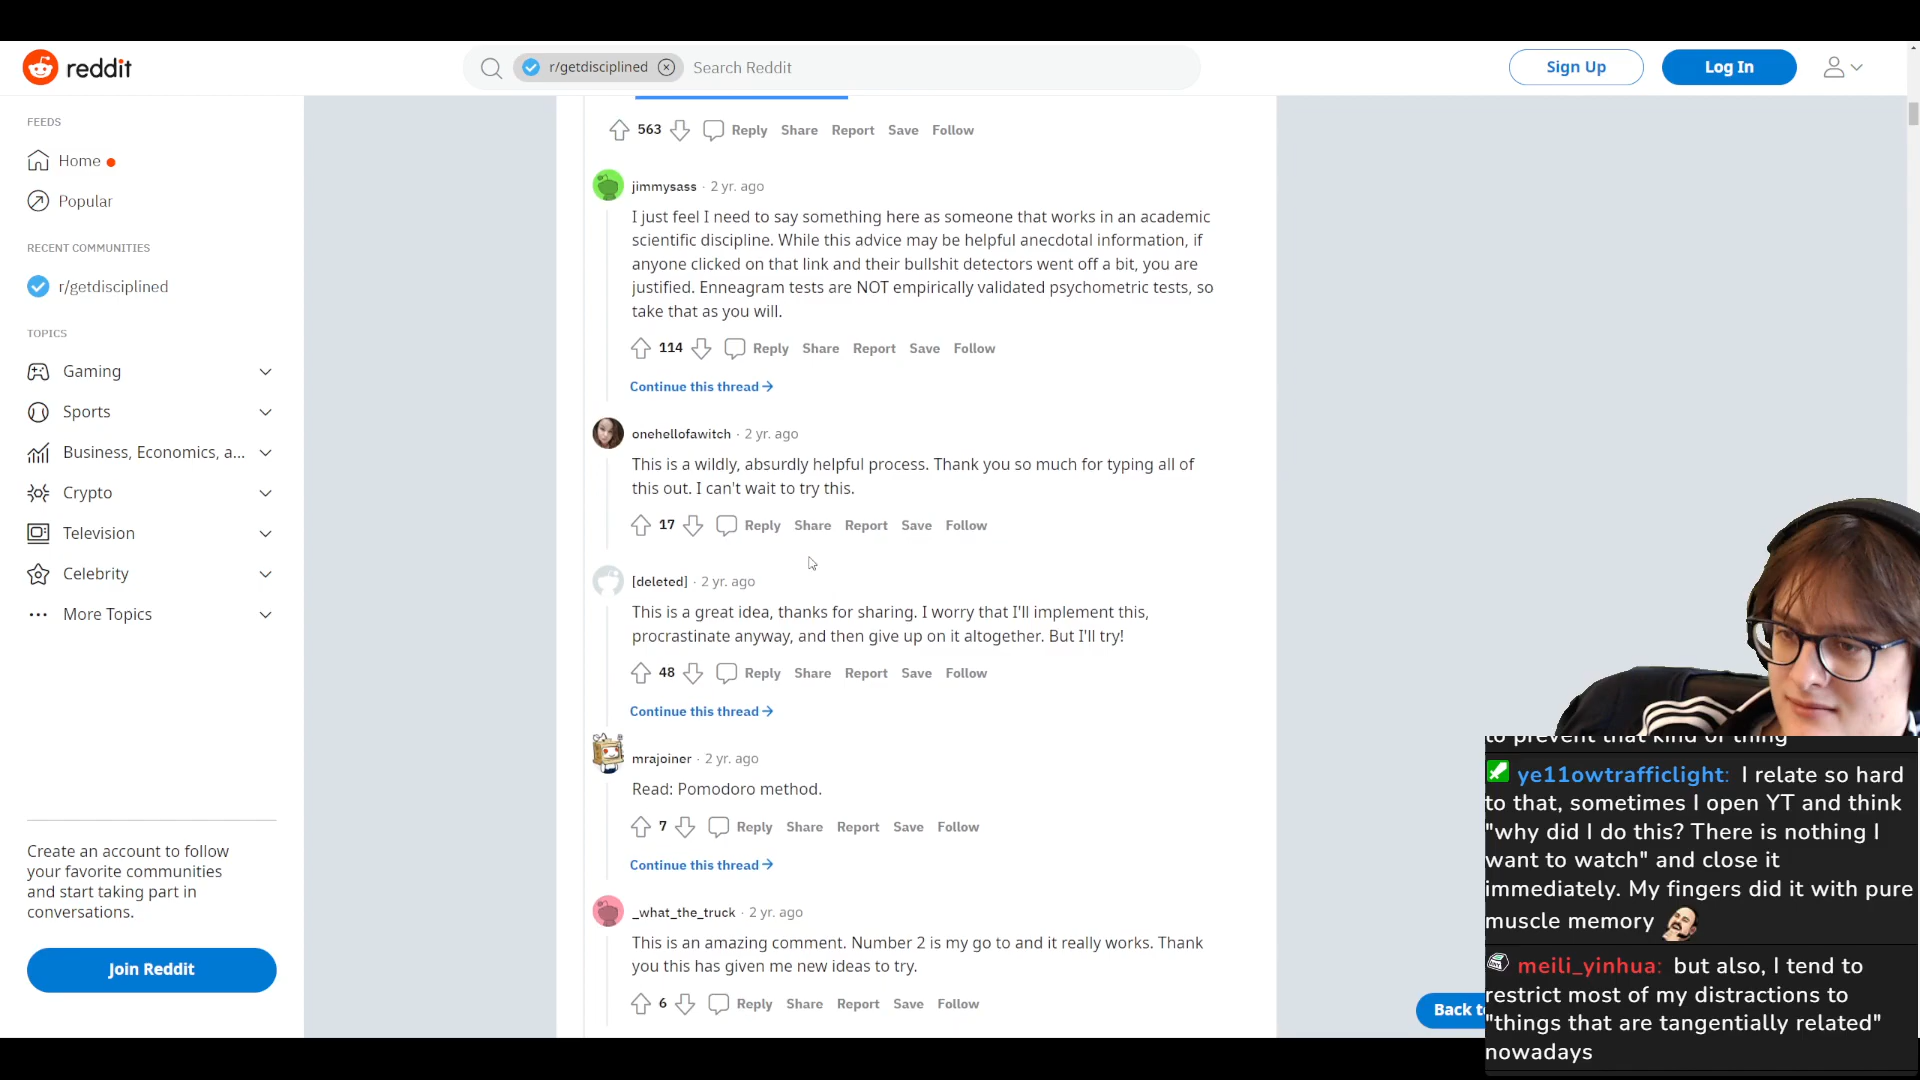 reddit
r/getdisciplined
Search Reddit
Sign Up
Log In
FEEDS
Home
Popular
RECENT COMMUNITIES
r/getdisciplined
TOPICS
Gaming
Sports
Business, Economics, a...
Crypto
Television
Celebrity
More Topics
Create an account to follow
your favorite communities
and start taking part in
conversations.
Join Reddit
563 Reply Share Report Save Follow
jimmysass · 2 yr. ago
I just feel I need to say something here as someone that works in an academic
scientific discipline. While this advice may be helpful anecdotal information, if
anyone clicked on that link and their bullshit detectors went off a bit, you are
justified. Enneagram tests are NOT empirically validated psychometric tests, so
take that as you will.
114 Reply Share Report Save Follow
Continue this thread
onehellofawitch · 2 yr. ago
This is a wildly, absurdly helpful process. Thank you so much for typing all of
this out. I can't wait to try this.
17 Reply Share Report Save Follow
[deleted] · 2 yr. ago
This is a great idea, thanks for sharing. I worry that I'll implement this,
procrastinate anyway, and then give up on it altogether. But I'll try!
48 Reply Share Report Save Follow
Continue this thread
mrajoiner · 2 yr. ago
Read: Pomodoro method.
7 Reply Share Report Save Follow
Continue this thread
_what_the_truck · 2 yr. ago
This is an amazing comment. Number 2 is my go to and it really works. Thank
you this has given me new ideas to try.
6 Reply Share Report Save Follow
Back t
to prevent that kind of thing
ye11owtrafficlight: I relate so hard
to that, sometimes I open YT and think
"why did I do this? There is nothing I
want to watch" and close it
immediately. My fingers did it with pure
muscle memory
meili_yinhua: but also, I tend to
restrict most of my distractions to
"things that are tangentially related"
nowadays